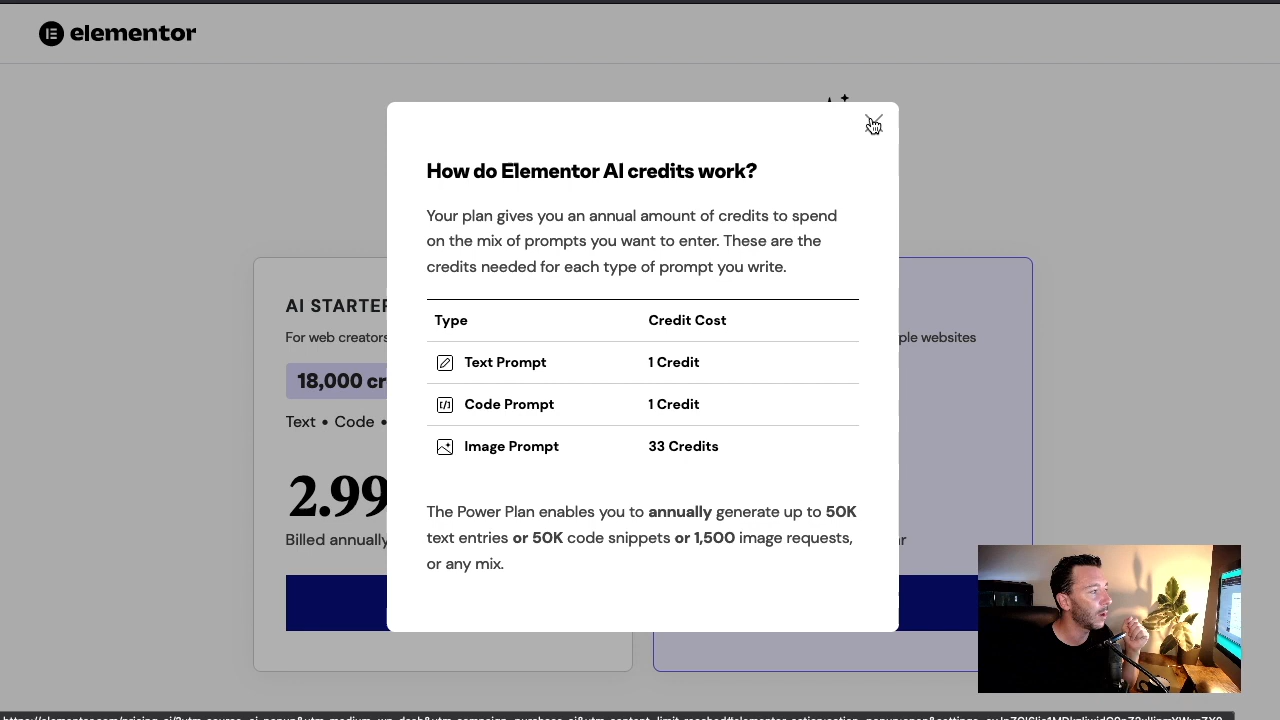 elementor
How do Elementor AI credits work?
Your plan gives you an annual amount of credits to spend
on the mix of prompts you want to enter. These are the
credits needed for each type of prompt you write.
Type Credit Cost
Text Prompt 1 Credit
Code Prompt 1 Credit
Image Prompt 33 Credits
The Power Plan enables you to annually generate up to 50K
text entries or 50K code snippets or 1,500 image requests,
or any mix.
AI STARTER
For web creators
18,000 cr
Text • Code •
2.99
Billed annually
ple websites